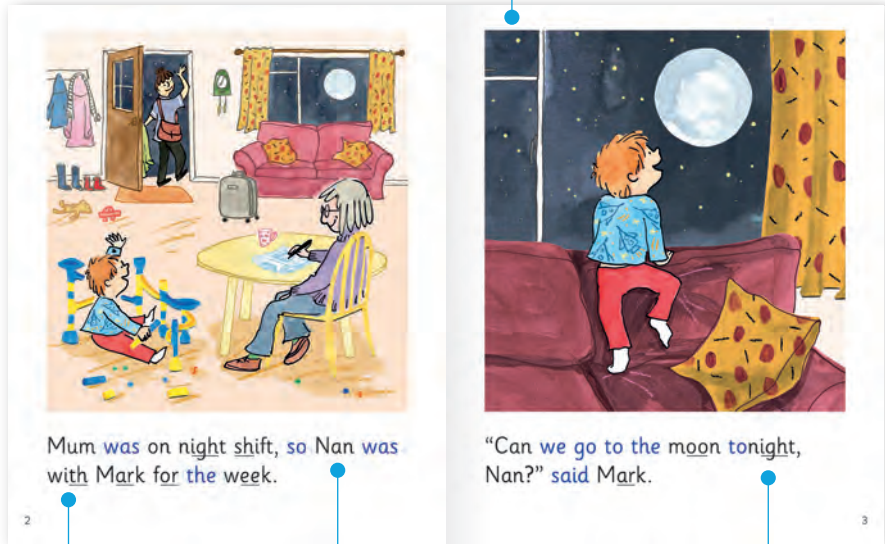 Mum was on night shift, so Nan was
with Mark for the week.
2
“Can we go to the moon tonight,
Nan?” said Mark.
3